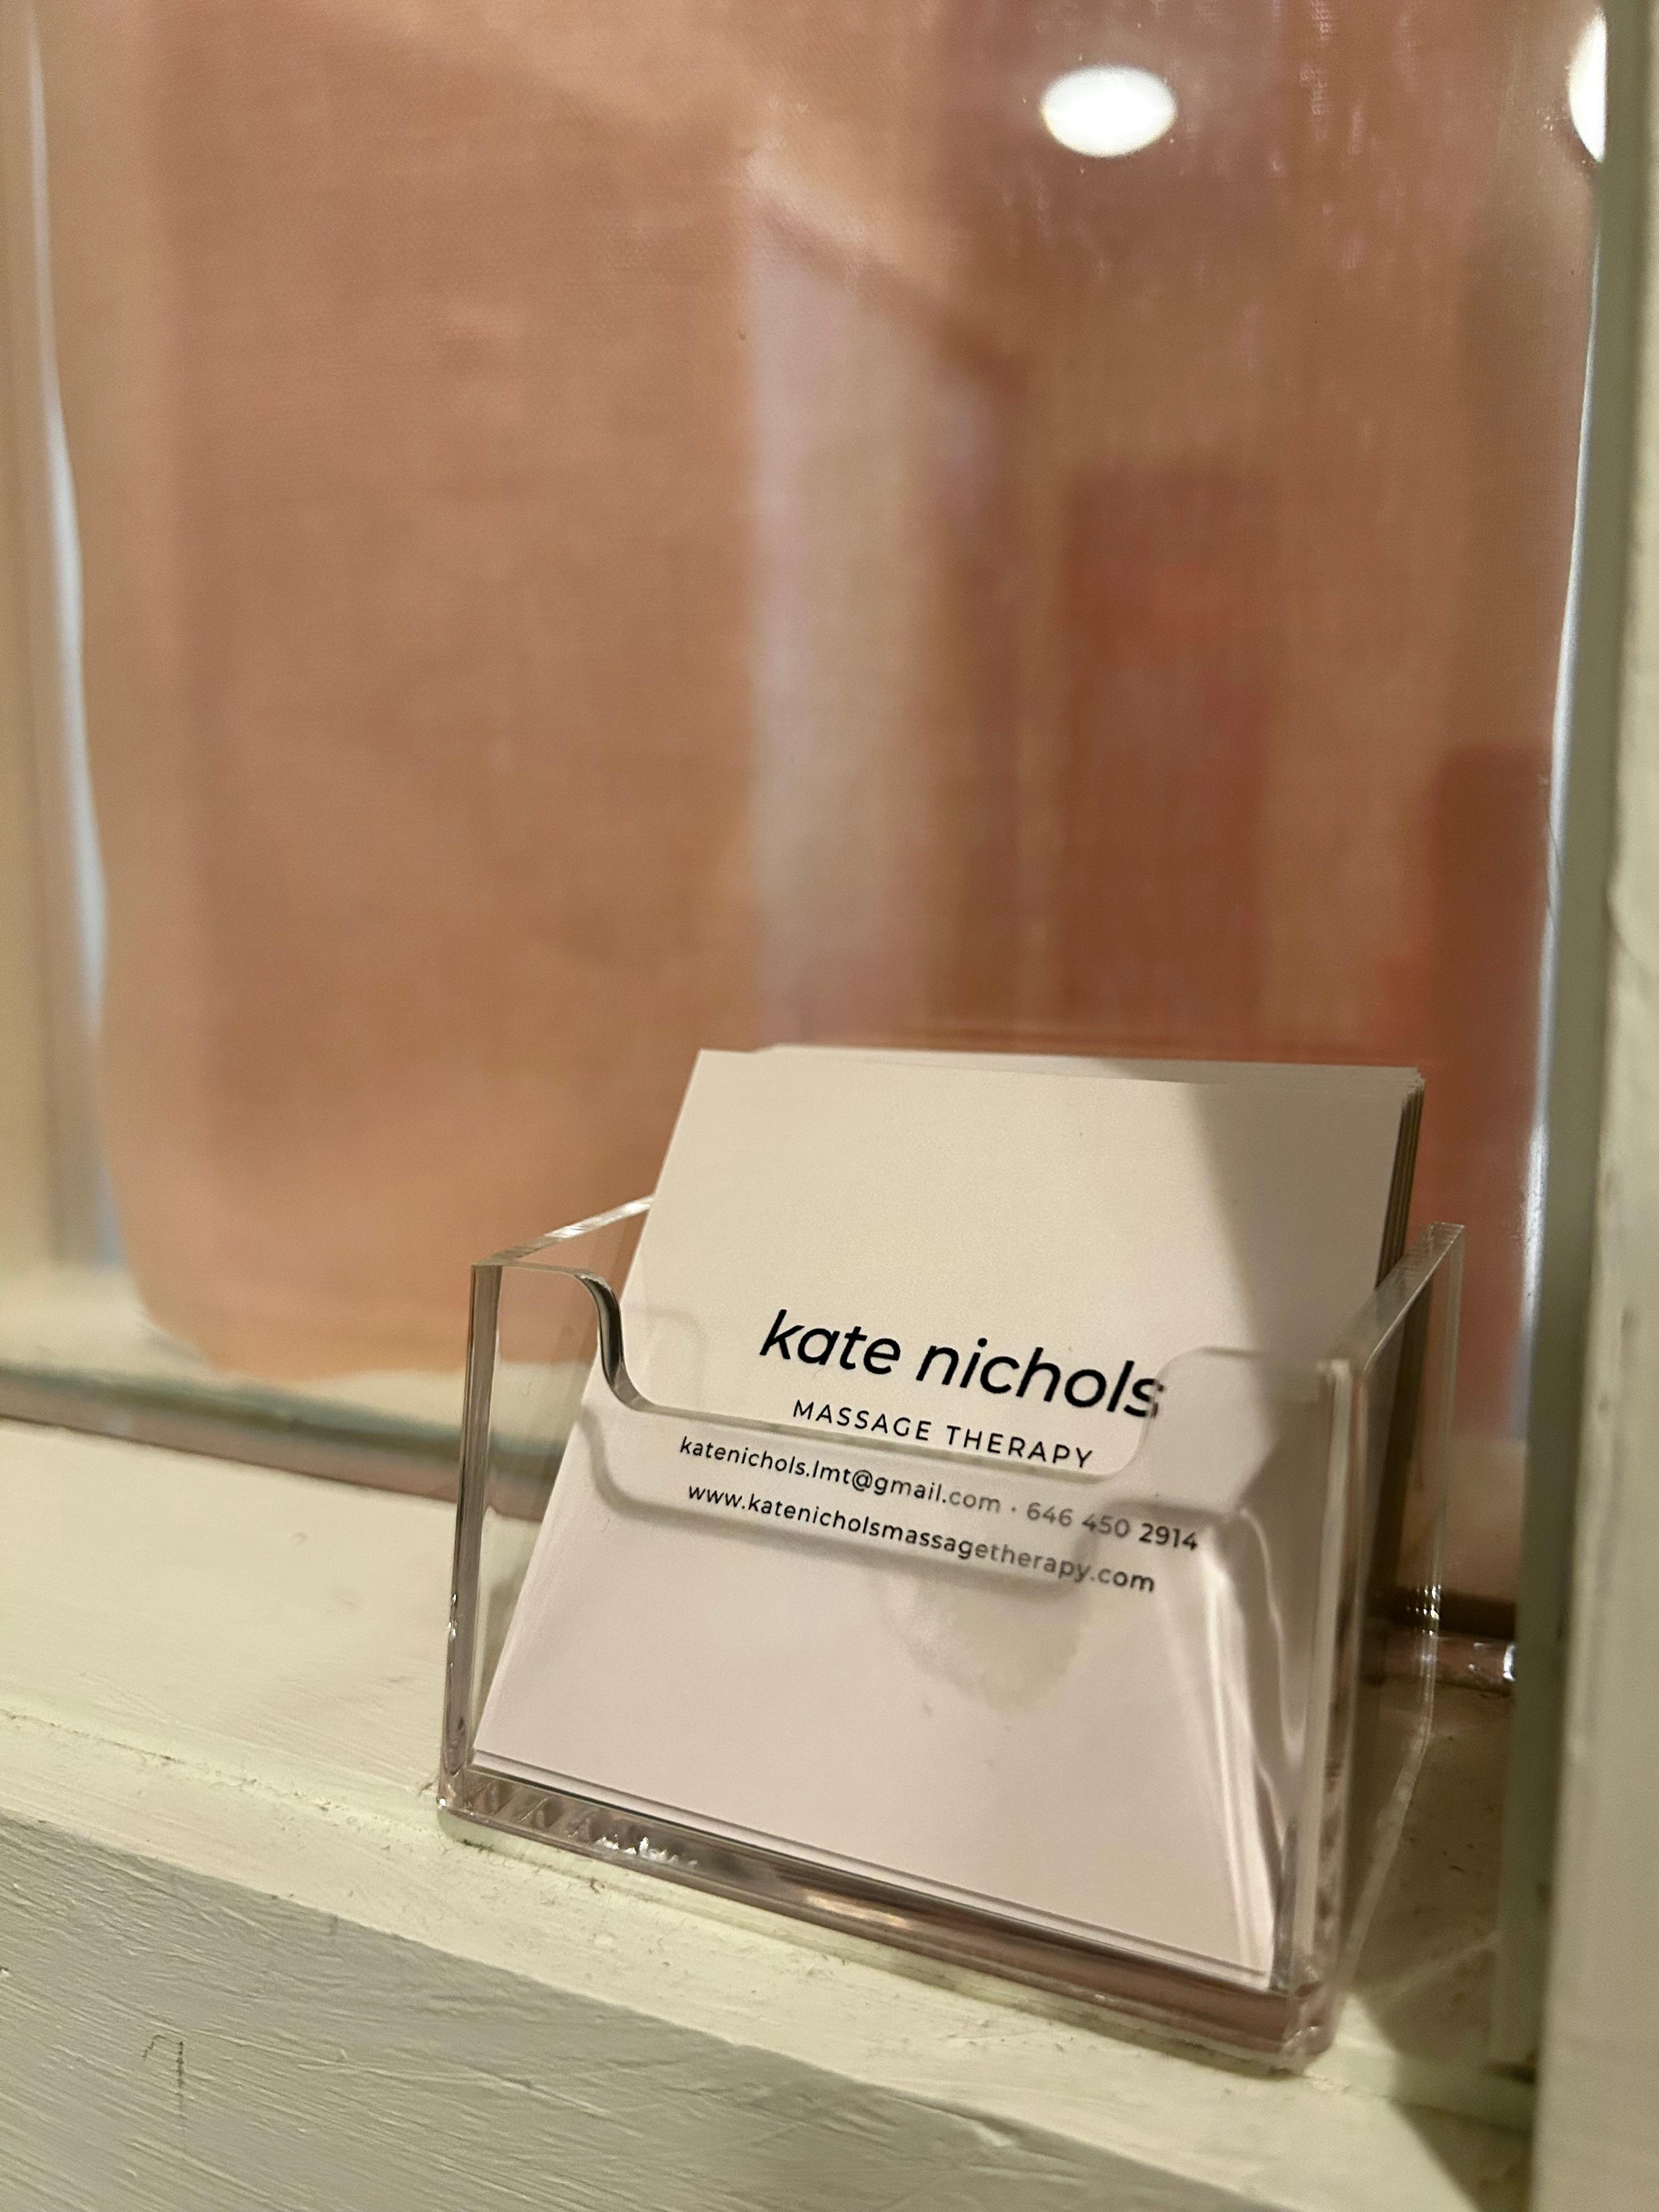 kate nichols
MASSAGE THERAPY
katenichols.lmt@gmail.com · 646 450 2914
www.katenicholsmassagetherapy.com